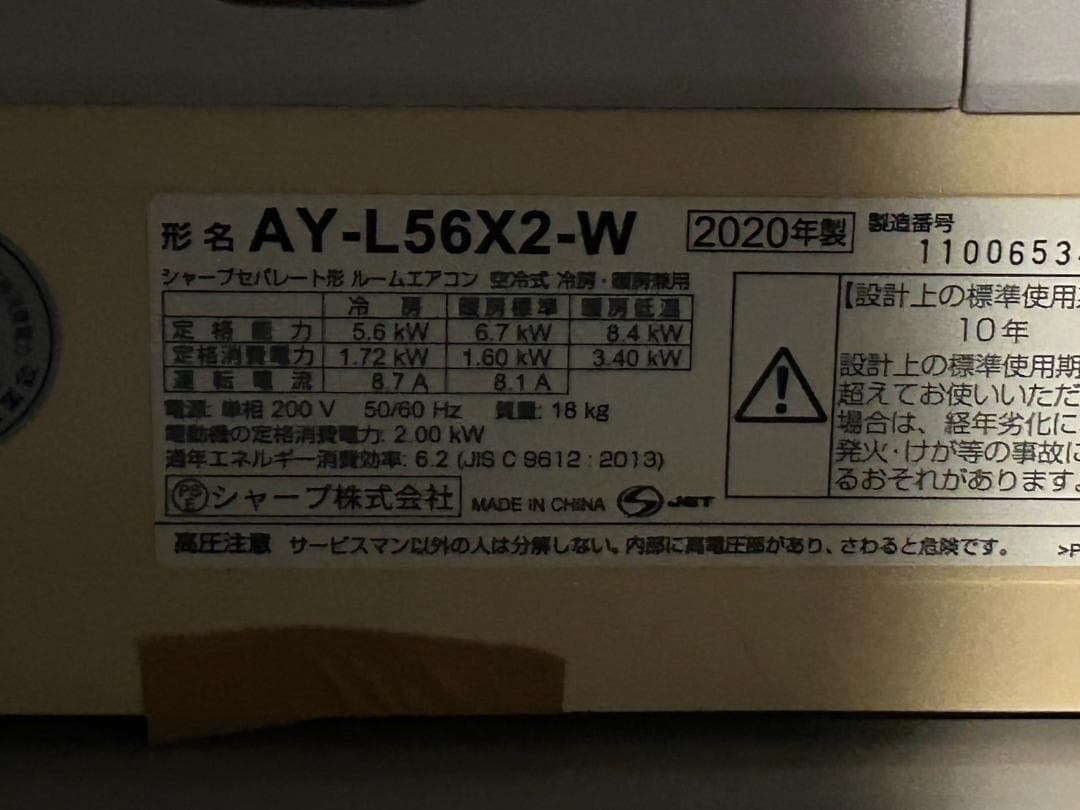 形名 AY-L56X2-W 2020年製 製造番号
1100653
シャープセパレート形 ルームエアコン 空冷式 冷房・暖房兼用
冷房 暖房標準 暖房低温
定格能力 5.6 kW 6.7 kW 8.4 kW
定格消費電力 1.72 kW 1.60 kW 3.40 kW
運転電流 8.7 A 8.1 A
電源: 単相 200 V 50/60 Hz 質量: 18 kg
電動機の定格消費電力: 2.00 kW
通年エネルギー消費効率: 6.2 (JIS C 9612 : 2013)
PS E シャープ株式会社 MADE IN CHINA S JET
【設計上の標準使用
10年
設計上の標準使用期
超えてお使いいただ
場合は、経年劣化に
発火・けが等の事故に
るおそれがあります。
高圧注意 サービスマン以外の人は分解しない。内部に高電圧部があり、さわると危険です。 >P